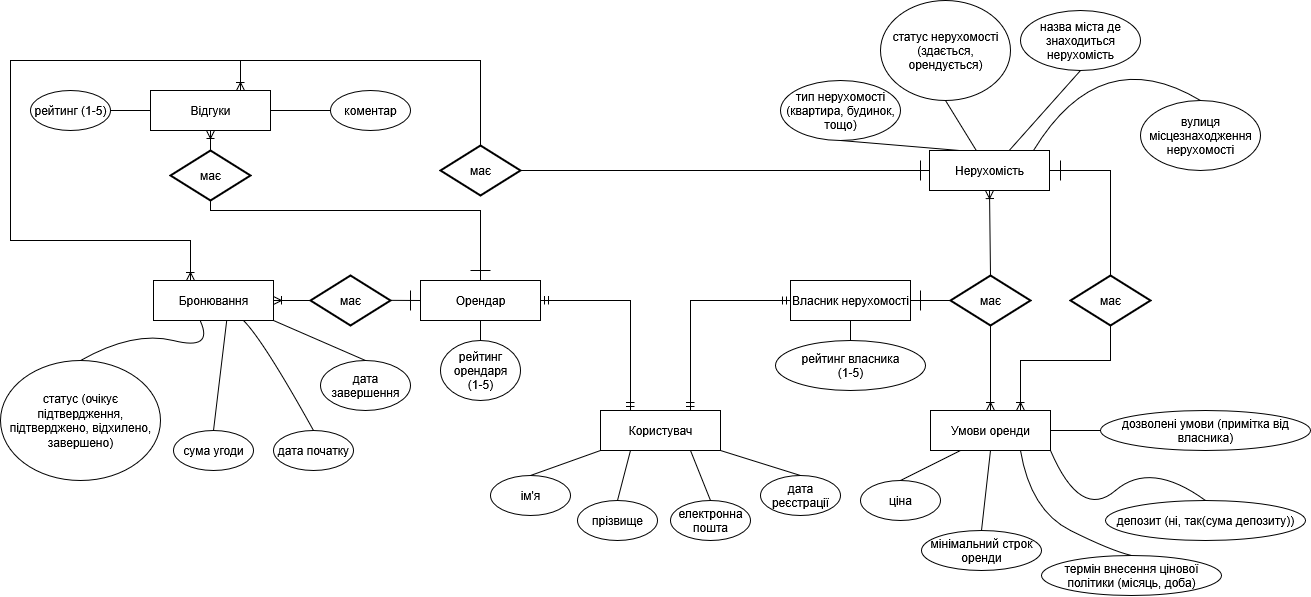 статус нерухомості
(здається,
орендується)
назва міста де
знаходиться
нерухомість
рейтинг (1-5)
Відгуки
коментар
тип нерухомості
(квартира, будинок,
тощо)
вулиця
місцезнаходження
нерухомості
має
має
Нерухомість
Бронювання
має
Орендар
Власник нерухомості
має
має
рейтинг
орендаря
(1-5)
рейтинг власника
(1-5)
дата
завершення
статус (очікує
підтвердження,
підтверджено, відхилено,
завершено)
сума угоди
дата початку
Користувач
Умови оренди
дозволені умови (примітка від
власника)
ім'я
прізвище
електронна
пошта
дата
реєстрації
ціна
мінімальний строк
оренди
депозит (ні, так(сума депозиту))
термін внесення цінової
політики (місяць, доба)